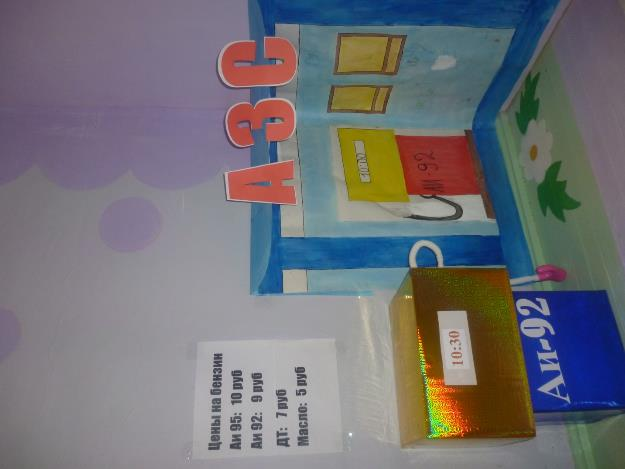 АЗС
АИ-92
10:30
Аи-92
Цены на бензин
Аи 95: 10 руб
Аи 92: 9 руб
ДТ: 7 руб
Масло: 5 руб